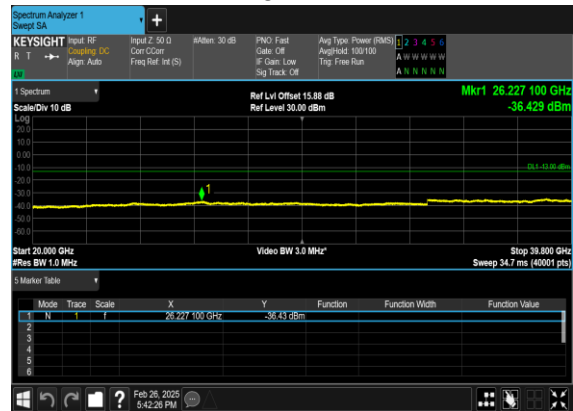 Spectrum Analyzer 1
Swept SA
+
KEYSIGHT Input: RF Input Z: 50 Ω #Atten: 30 dB PNO: Fast Avg Type: Power (RMS) 1 2 3 4 5 6
R T Coupling: DC Corr CCorr Gate: Off Avg|Hold: 100/100 A W W W W W
Align: Auto Freq Ref: Int (S) IF Gain: Low Trig: Free Run
LXI Sig Track: Off A N N N N N
1 Spectrum Ref Lvl Offset 15.88 dB Mkr1 26.227 100 GHz
Scale/Div 10 dB Ref Level 30.00 dBm -36.429 dBm
Log
20.0
10.0
0.00
-10.0 DL1 -13.00 dBm
-20.0
-30.0 1
-40.0
-50.0
-60.0
Start 20.000 GHz Video BW 3.0 MHz* Stop 39.800 GHz
#Res BW 1.0 MHz Sweep 34.7 ms (40001 pts)
5 Marker Table
Mode Trace Scale X Y Function Function Width Function Value
1 N 1 f 26.227 100 GHz -36.43 dBm
2
3
4
5
6
? Feb 26, 2025
5:42:26 PM